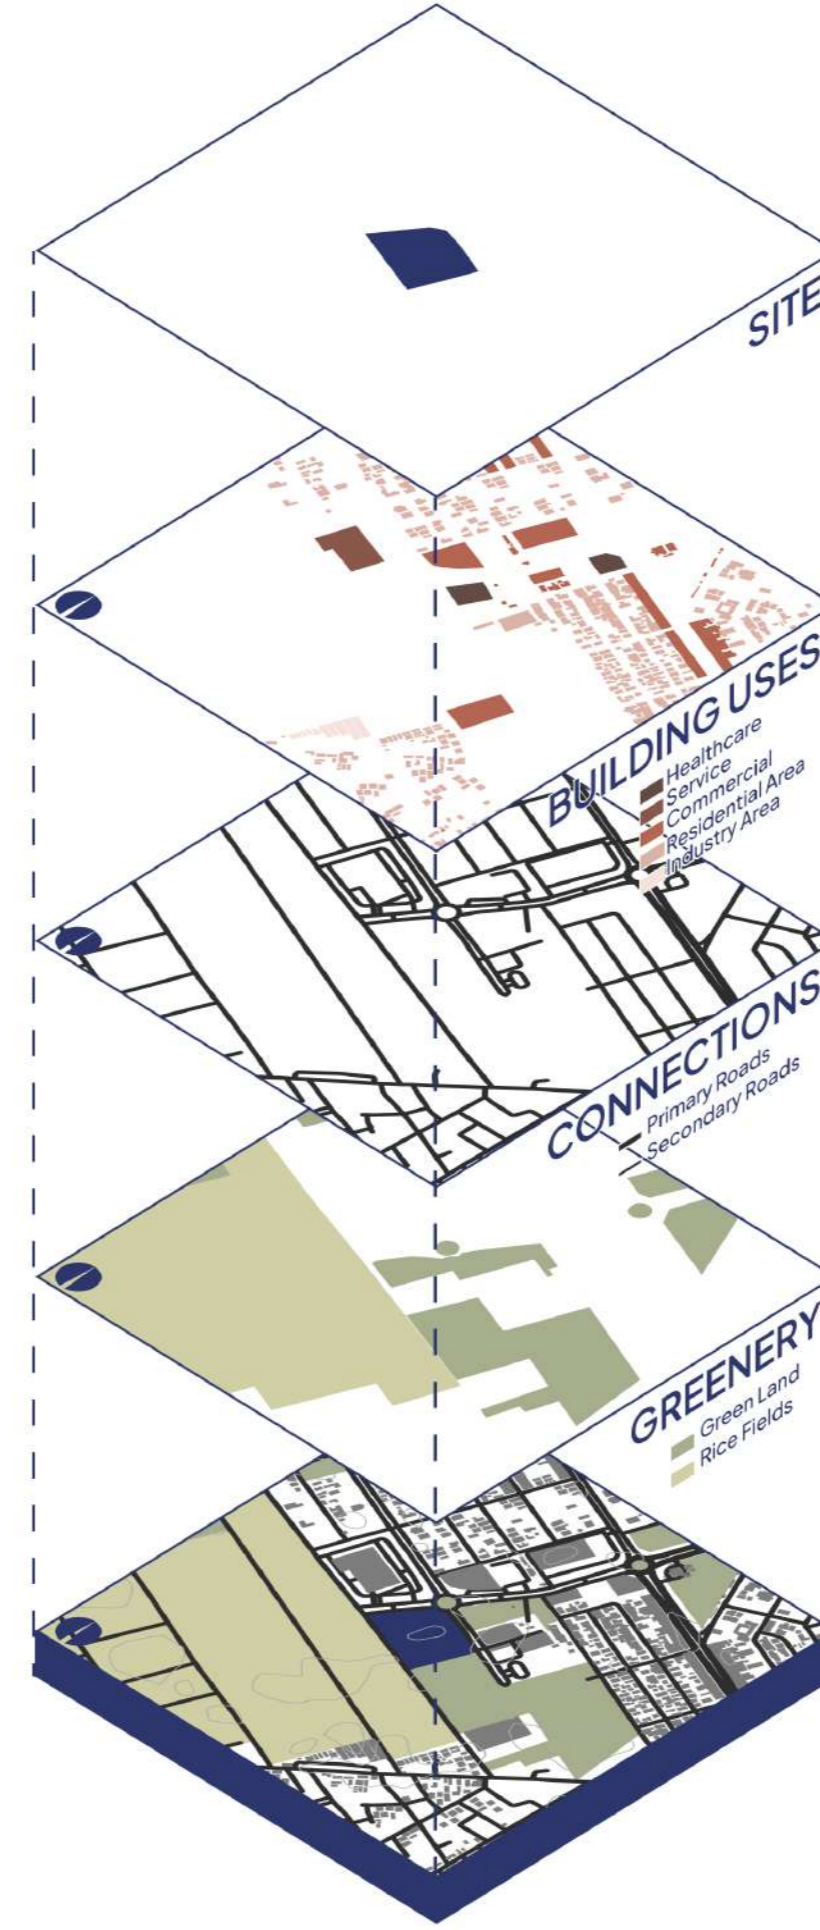 SITE
BUILDING USES
Healthcare
Service
Commercial
Residential Area
Industry Area
CONNECTIONS
Primary Roads
Secondary Roads
GREENERY
Green Land
Rice Fields